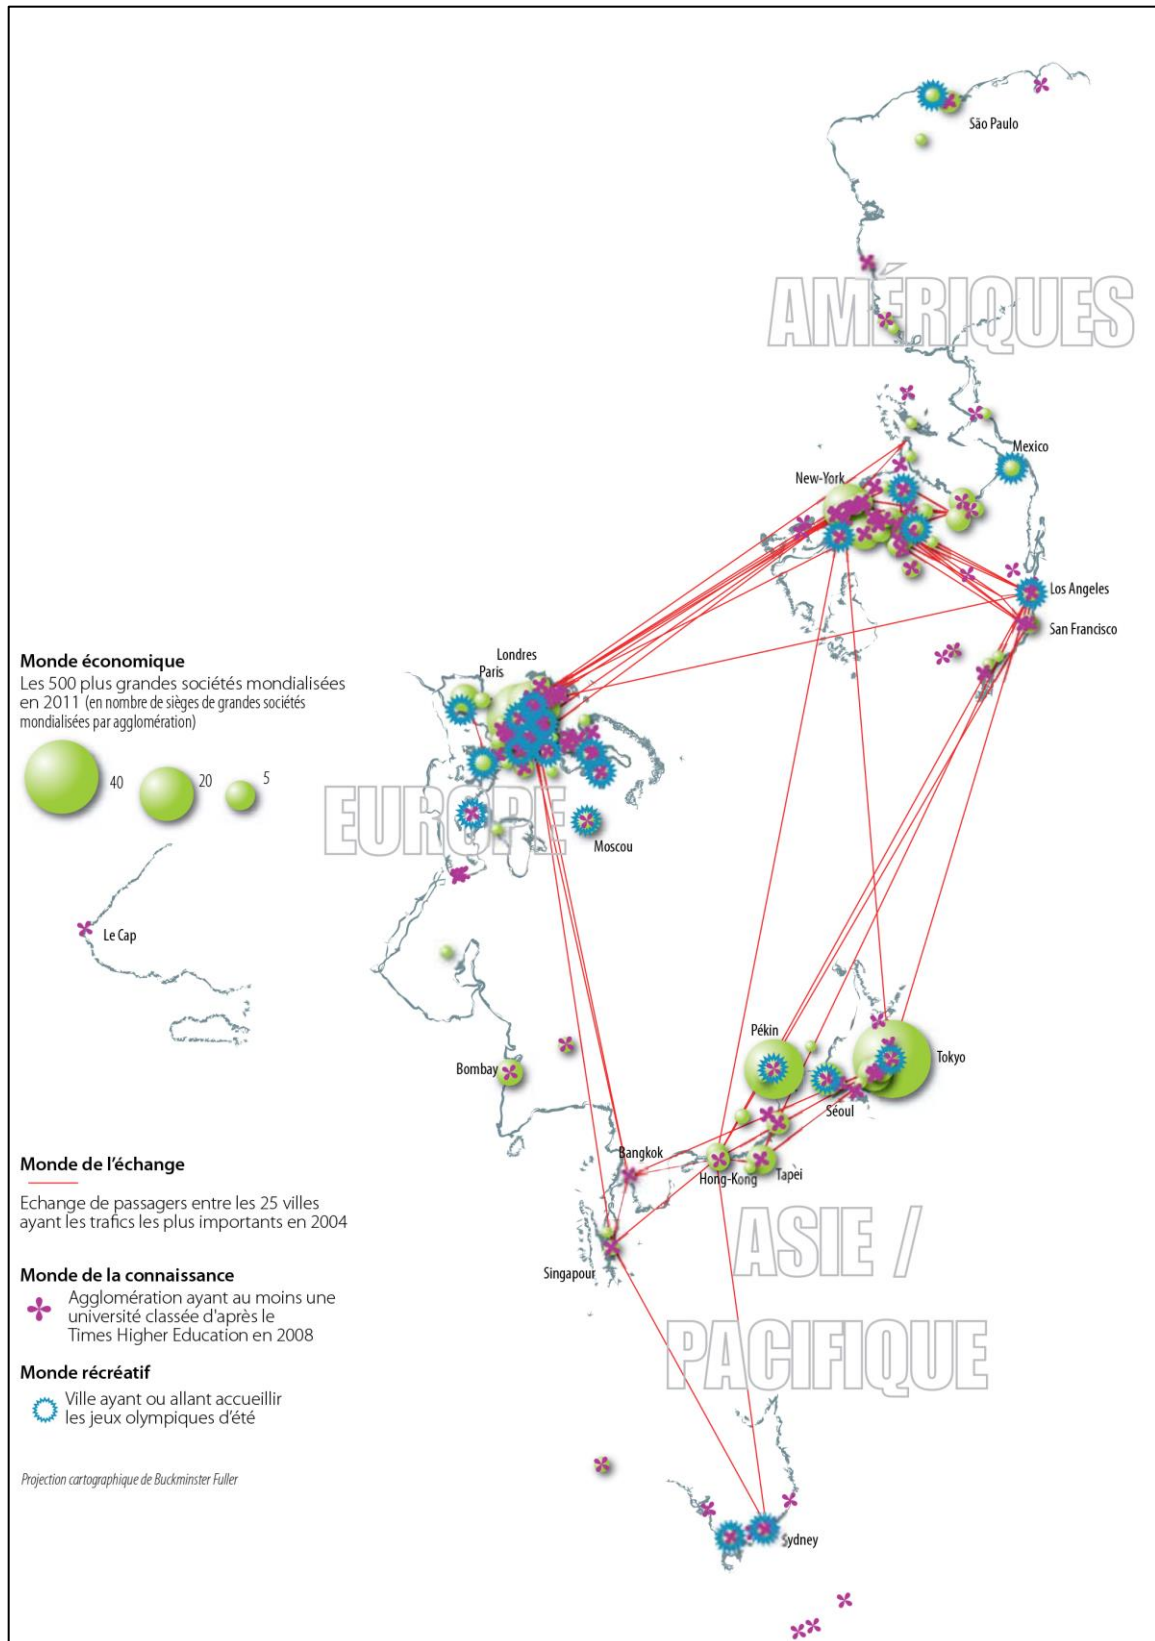 São Paulo
AMÉRIQUES
Mexico
New-York
Los Angeles
San Francisco
Londres
Paris
Monde économique
Les 500 plus grandes sociétés mondialisées
en 2011 (en nombre de sièges de grandes sociétés
mondialisées par agglomération)
40
20
5
EUROPE
Moscou
Le Cap
Pékin
Tokyo
Bombay
Séoul
Bangkok
Hong-Kong
Tapei
Singapour
ASIE /
PACIFIQUE
Monde de l'échange
Echange de passagers entre les 25 villes
ayant les trafics les plus importants en 2004
Monde de la connaissance
Agglomération ayant au moins une
université classée d'après le
Times Higher Education en 2008
Monde récréatif
Ville ayant ou allant accueillir
les jeux olympiques d'été
Projection cartographique de Buckminster Fuller
Sydney